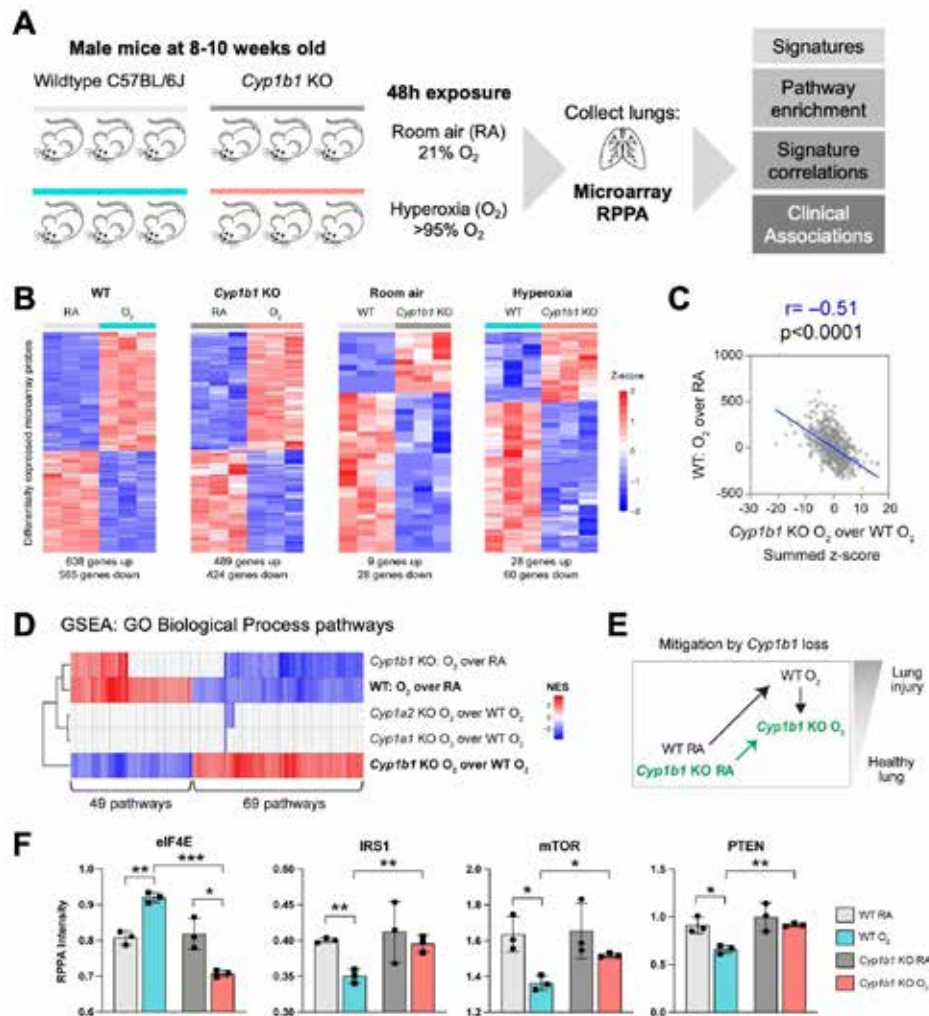 A
Male mice at 8-10 weeks old
Wildtype C57BL/6J
Cyp1b1 KO
48h exposure
Room air (RA)
21% O2
Hyperoxia (O2)
>95% O2
Collect lungs:
Microarray
RPPA
Signatures
Pathway
enrichment
Signature
correlations
Clinical
Associations
B
WT
RA O2
Cyp1b1 KO
RA O2
Room air
WT Cyp1b1 KO
Hyperoxia
WT Cyp1b1 KO
Differentially expressed microarray probes
638 genes up
565 genes down
489 genes up
424 genes down
9 genes up
28 genes down
28 genes up
60 genes down
Z-score
2
1
0
-1
-2
C
r= −0.51
p<0.0001
WT: O2 over RA
1000
500
0
-500
-30 -20 -10 0 10 20
Cyp1b1 KO O2 over WT O2
Summed z-score
D
GSEA: GO Biological Process pathways
Cyp1b1 KO: O2 over RA
WT: O2 over RA
Cyp1a2 KO O2 over WT O2
Cyp1a1 KO O2 over WT O2
Cyp1b1 KO O2 over WT O2
NES
49 pathways
69 pathways
E
Mitigation by Cyp1b1 loss
WT O2
Cyp1b1 KO O2
WT RA
Cyp1b1 KO RA
Lung
injury
Healthy
lung
F
RPPA Intensity
eIF4E
1.0
0.9
0.8
0.7
0.6
** *** *
IRS1
0.50
0.45
0.40
0.35
0.30
** **
mTOR
2.0
1.8
1.6
1.4
1.2
* *
PTEN
1.5
1.0
0.5
0.0
* **
WT RA
WT O2
Cyp1b1 KO RA
Cyp1b1 KO O2